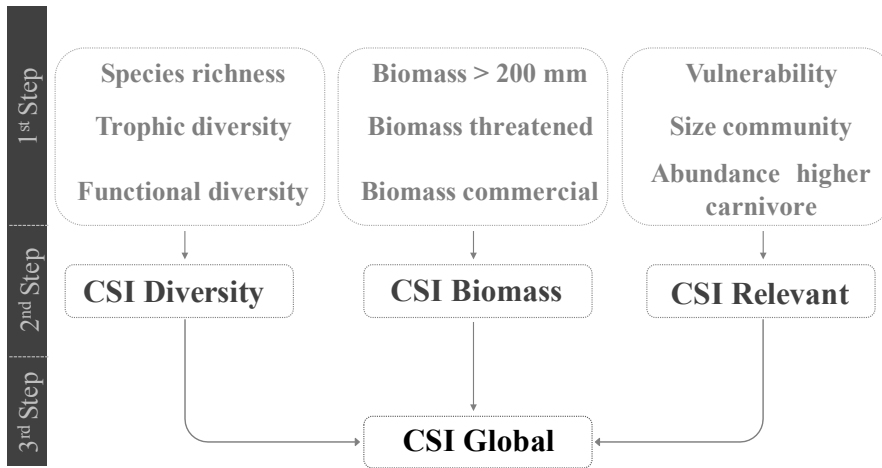 1st Step
Species richness
Trophic diversity
Functional diversity
Biomass > 200 mm
Biomass threatened
Biomass commercial
Vulnerability
Size community
Abundance higher
carnivore
2nd Step
CSI Diversity
CSI Biomass
CSI Relevant
3rd Step
CSI Global